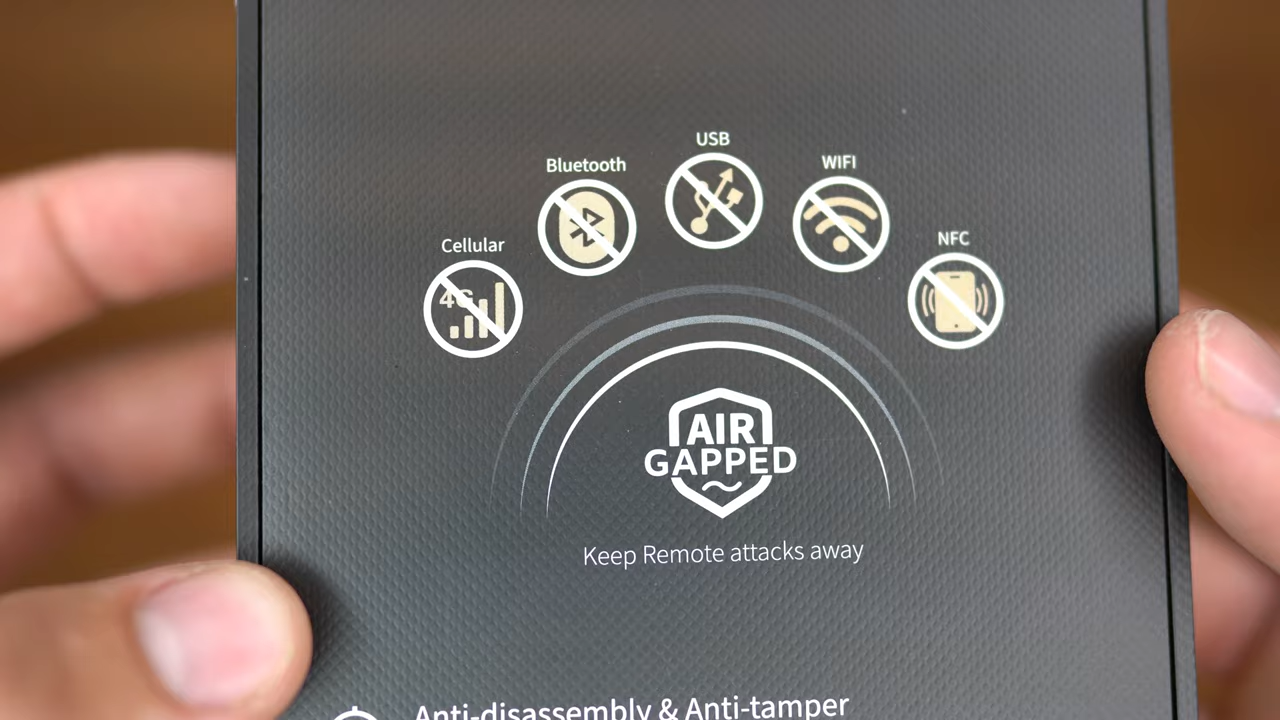 USB
Bluetooth
WIFI
Cellular
NFC
4G
AIR
GAPPED
Keep Remote attacks away
Anti-disassembly & Anti-tamper